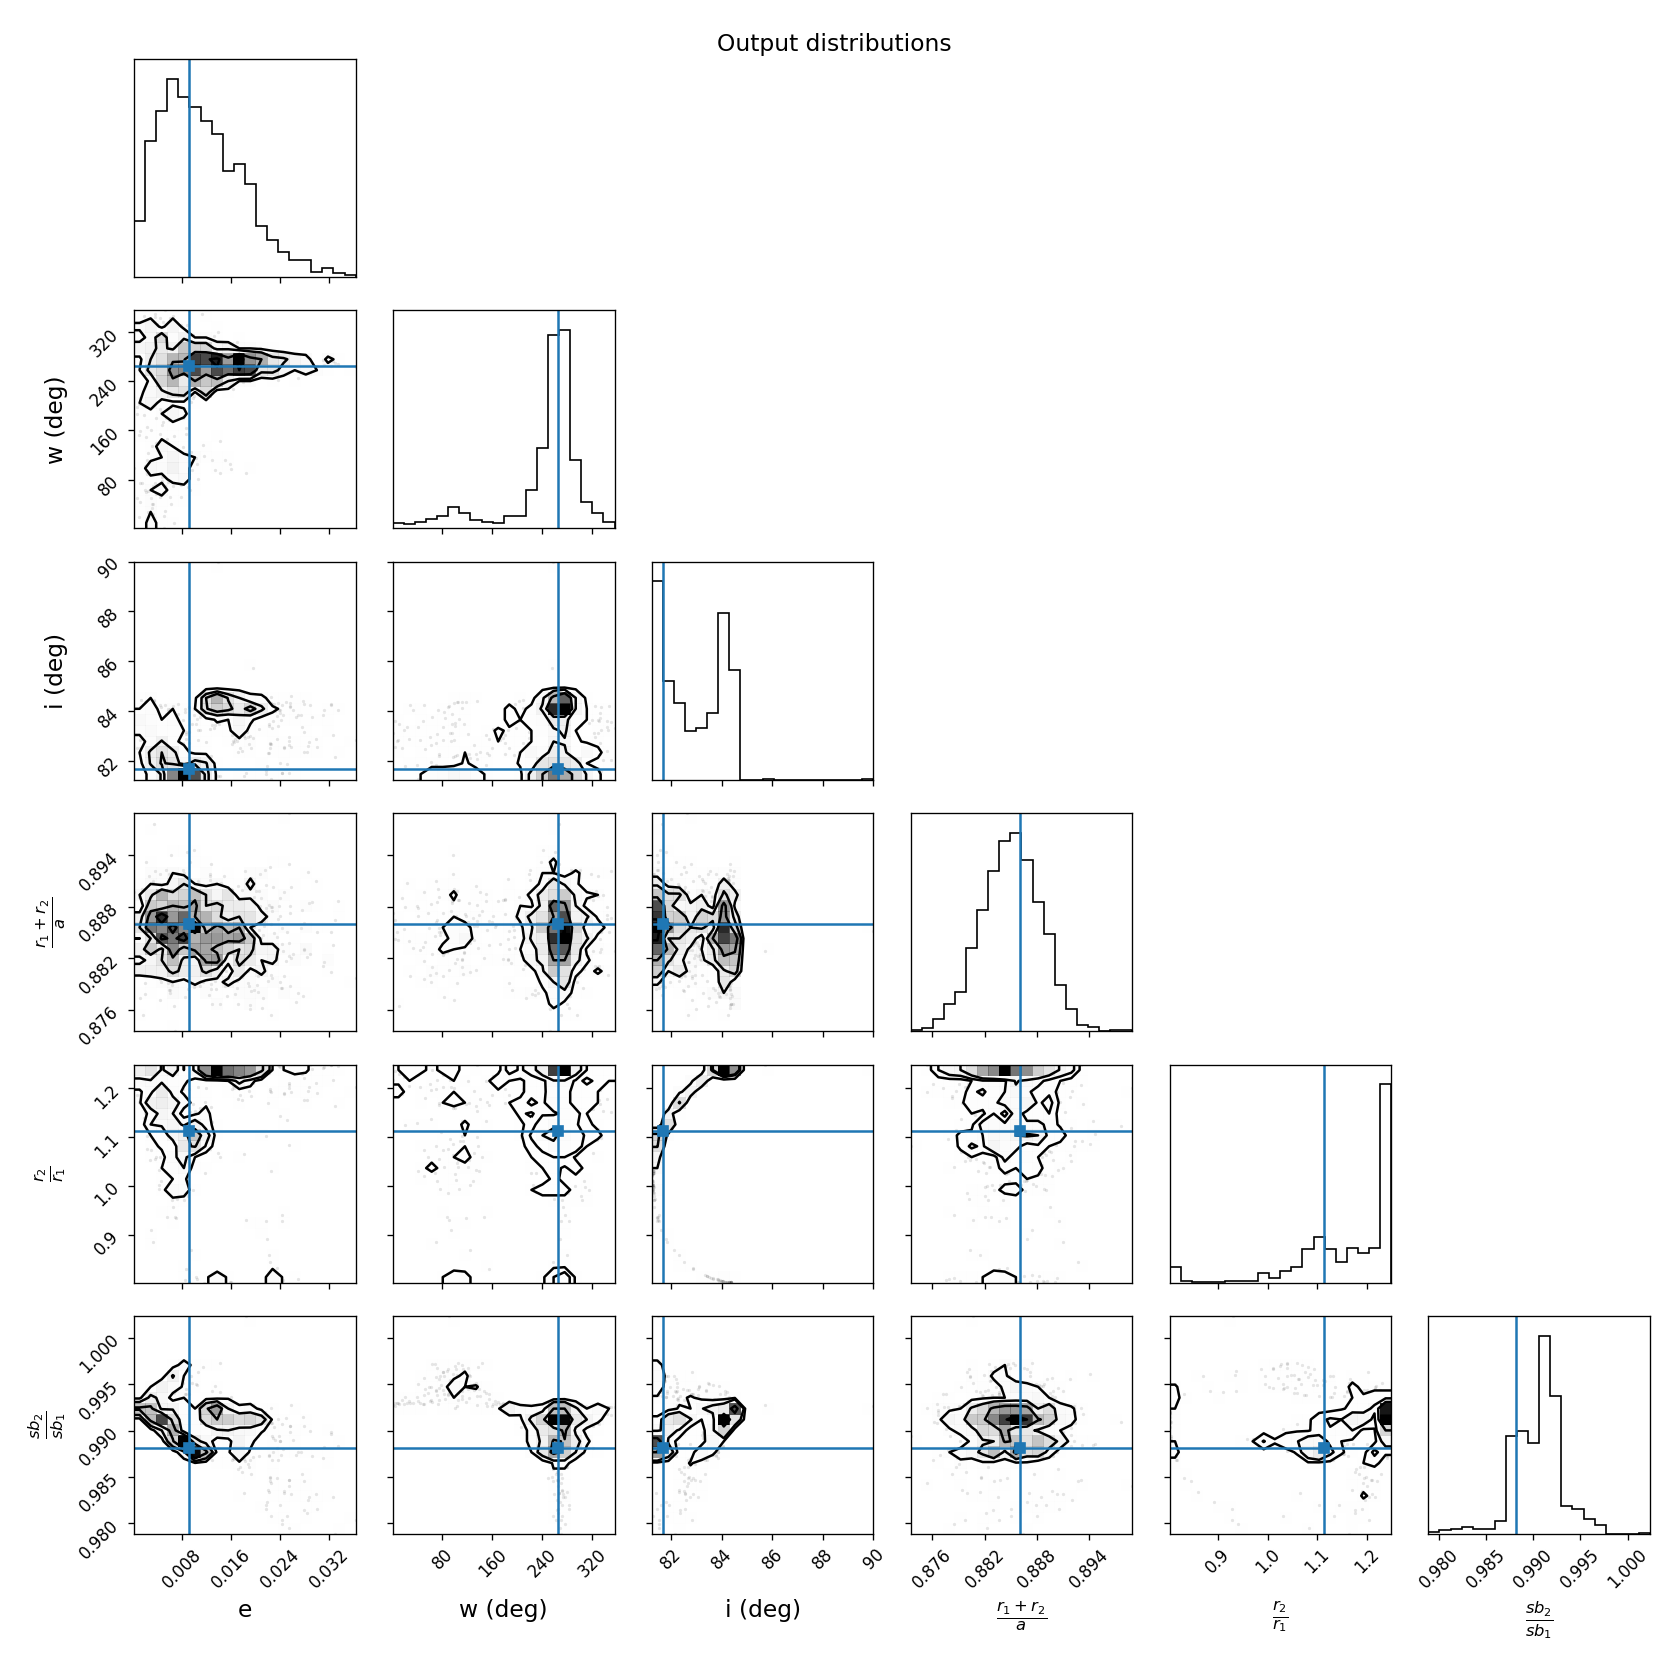 Output distributions
w (deg)
320
240
160
80
i (deg)
90
88
86
84
82
r₁ + r₂
a
0.894
0.888
0.882
0.876
r₂
r₁
1.2
1.1
1.0
0.9
sb₂
sb₁
1.000
0.995
0.990
0.985
0.980
0.008 0.016 0.024 0.032 80 160 240 320 82 84 86 88 90 0.876 0.882 0.888 0.894 0.9 1.0 1.1 1.2 0.980 0.985 0.990 0.995 1.000
e w (deg) i (deg) r₁ + r₂ r₂ sb₂
a r₁ sb₁